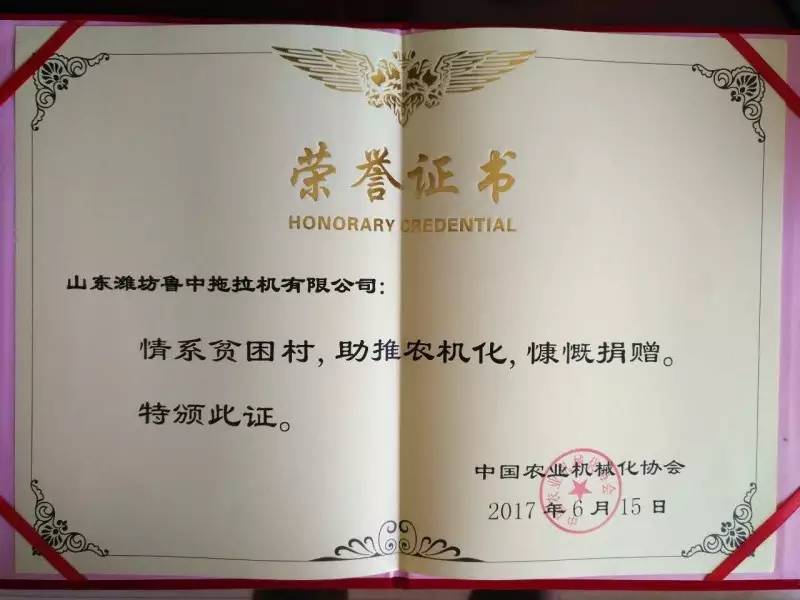 荣誉证书
HONORARY CREDENTIAL
山东潍坊鲁中拖拉机有限公司：
情系贫困村，助推农机化，慷慨捐赠。
特颁此证。
中国农业机械化协会
2017年6月15日